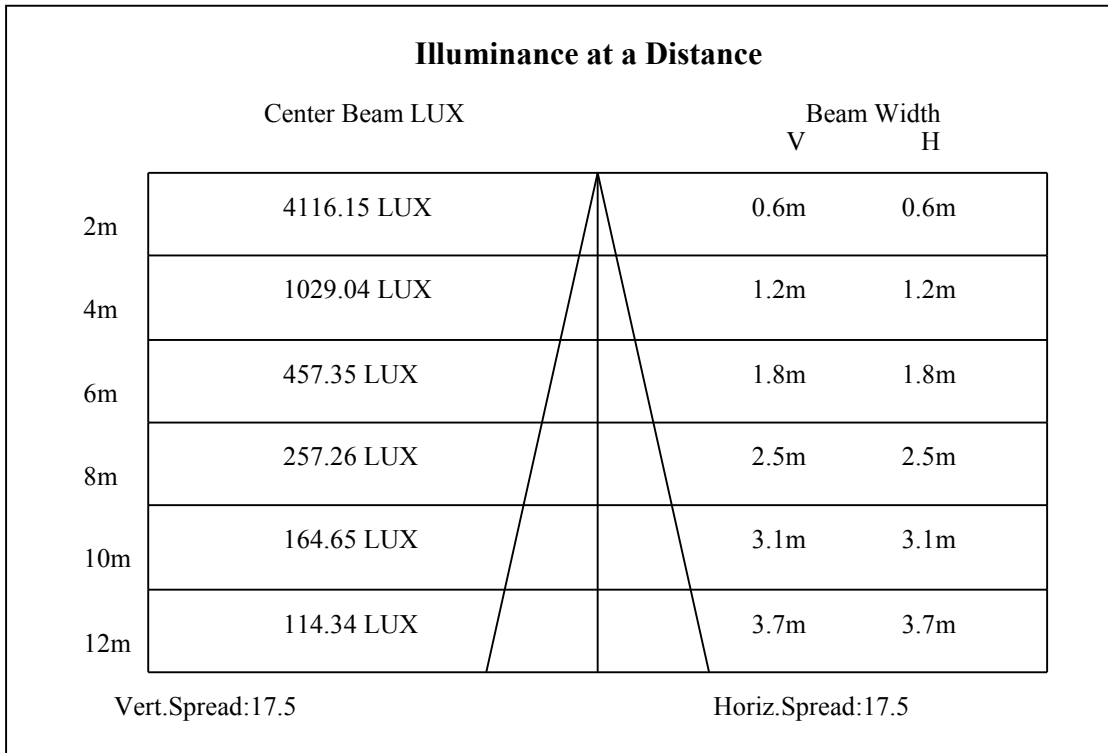 Illuminance at a Distance
Center Beam LUX Beam Width
V H
2m 4116.15 LUX 0.6m 0.6m
4m 1029.04 LUX 1.2m 1.2m
6m 457.35 LUX 1.8m 1.8m
8m 257.26 LUX 2.5m 2.5m
10m 164.65 LUX 3.1m 3.1m
12m 114.34 LUX 3.7m 3.7m
Vert.Spread:17.5 Horiz.Spread:17.5